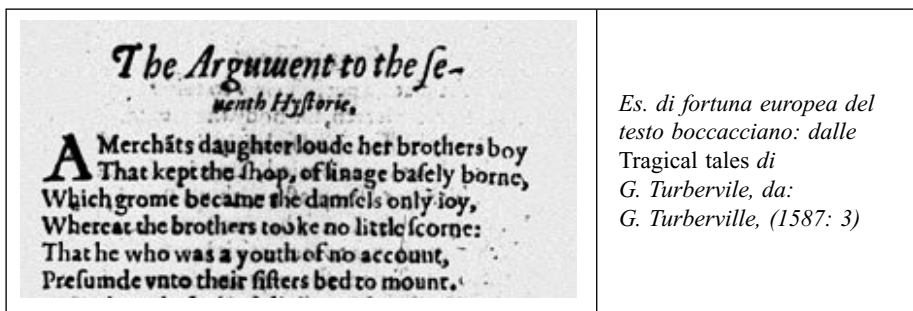 The Argument to the ſe-
uenth Hyſtorie.
A Merchāts daughter loude her brothers boy
That kept the ſhop, of linage baſely borne,
Which grome became the damſels only ioy,
Whereat the brothers tooke no little ſcorne:
That he who was a youth of no account,
Preſumde vnto their ſiſters bed to mount.
Es. di fortuna europea del
testo boccacciano: dalle
Tragical tales di
G. Turbervile, da:
G. Turberville, (1587: 3)